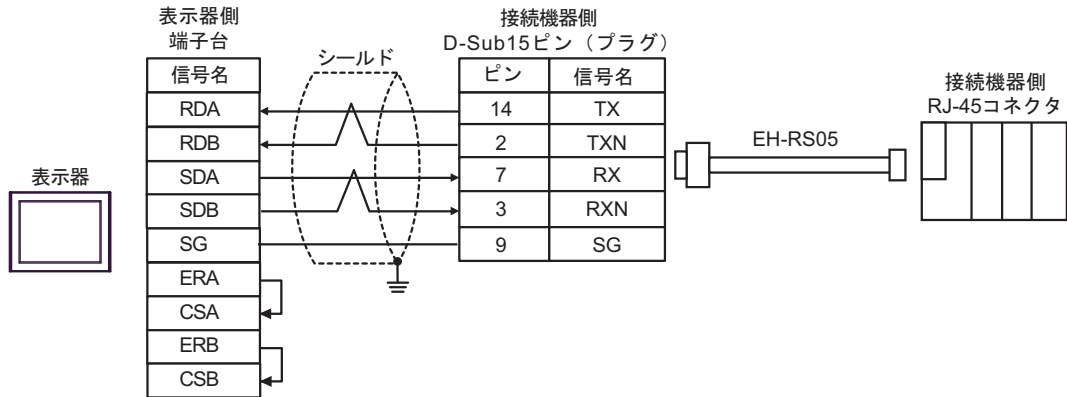 表示器側
端子台
信号名
RDA
RDB
SDA
SDB
SG
ERA
CSA
ERB
CSB
表示器
シールド
接続機器側
D-Sub15ピン（プラグ）
ピン 信号名
14 TX
2 TXN
7 RX
3 RXN
9 SG
EH-RS05
接続機器側
RJ-45コネクタ